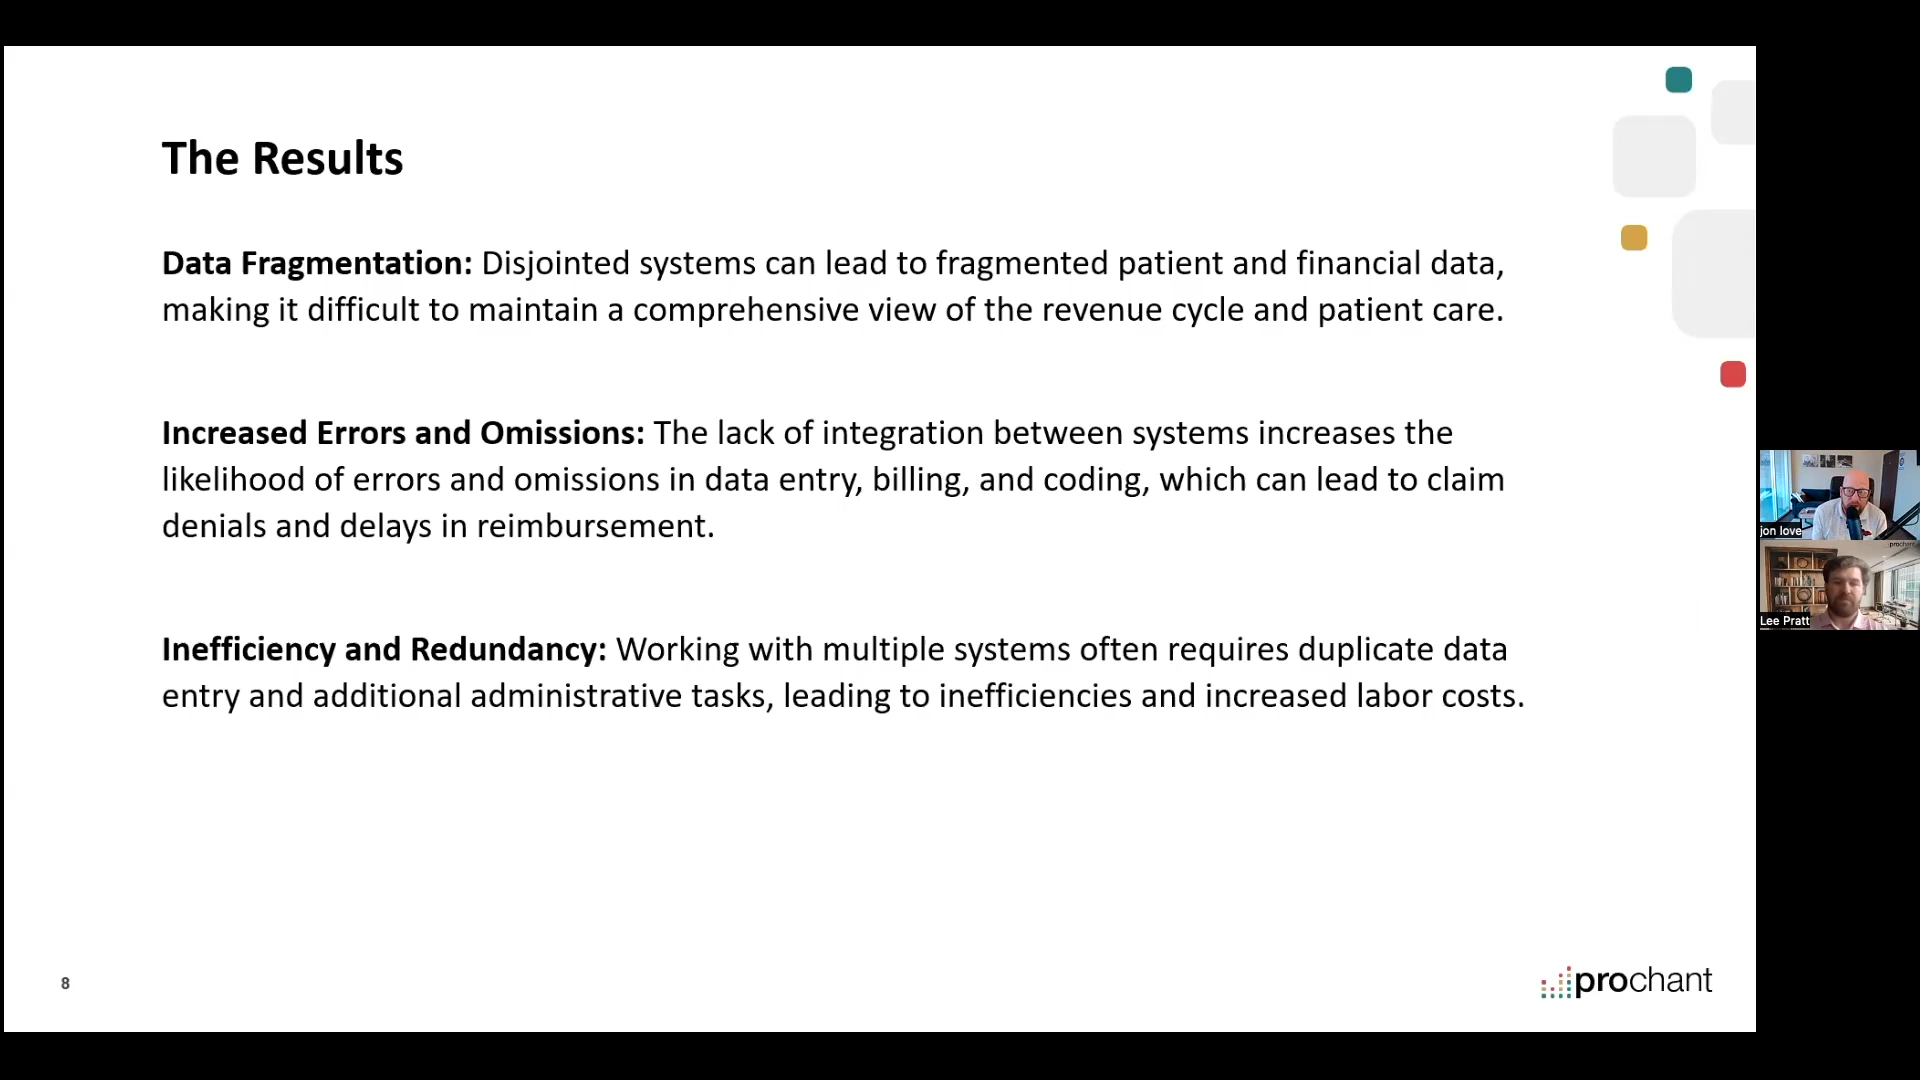 The Results
Data Fragmentation: Disjointed systems can lead to fragmented patient and financial data,
making it difficult to maintain a comprehensive view of the revenue cycle and patient care.
Increased Errors and Omissions: The lack of integration between systems increases the
likelihood of errors and omissions in data entry, billing, and coding, which can lead to claim
denials and delays in reimbursement.
Inefficiency and Redundancy: Working with multiple systems often requires duplicate data
entry and additional administrative tasks, leading to inefficiencies and increased labor costs.
8
prochant
jon love
prochant
Lee Pratt